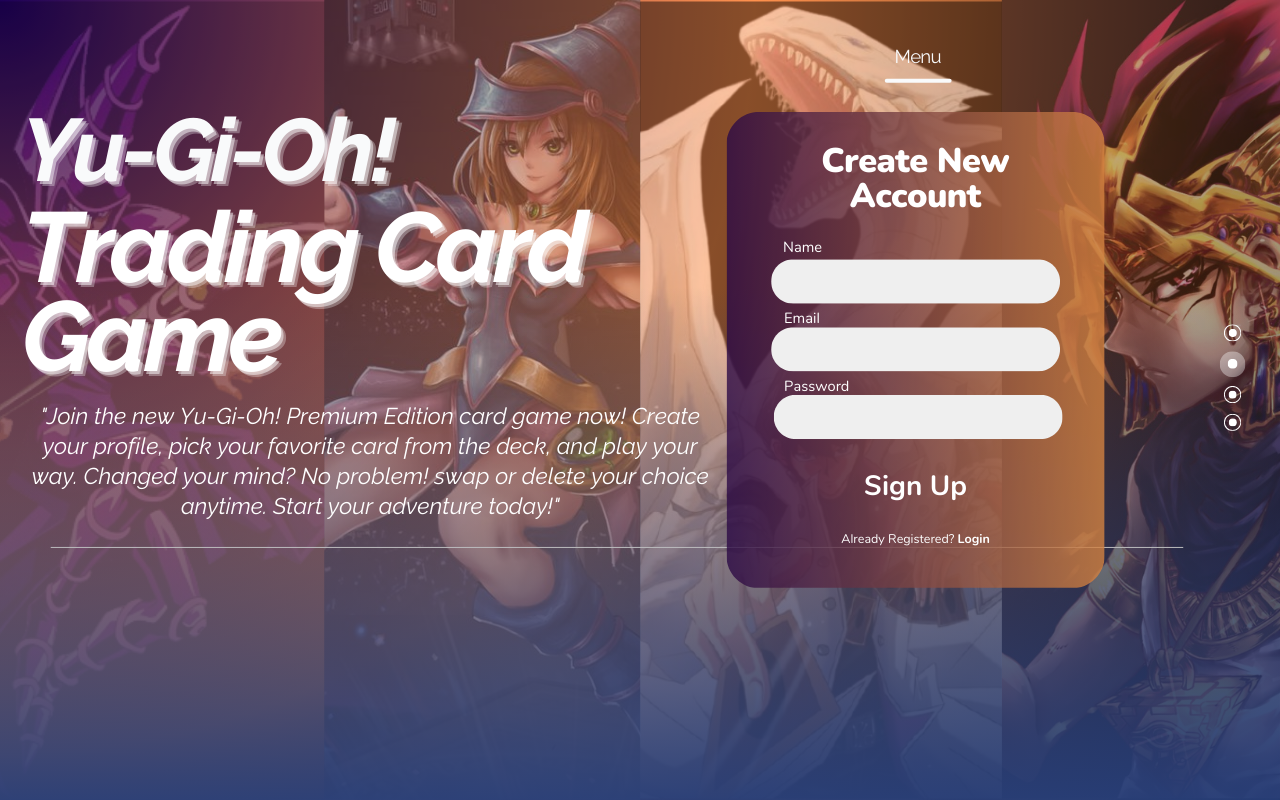 Menu
Yu-Gi-Oh!
Trading Card
Game
"Join the new Yu-Gi-Oh! Premium Edition card game now! Create
your profile, pick your favorite card from the deck, and play your
way. Changed your mind? No problem! swap or delete your choice
anytime. Start your adventure today!"
Create New
Account
Name
Email
Password
Sign Up
Already Registered? Login